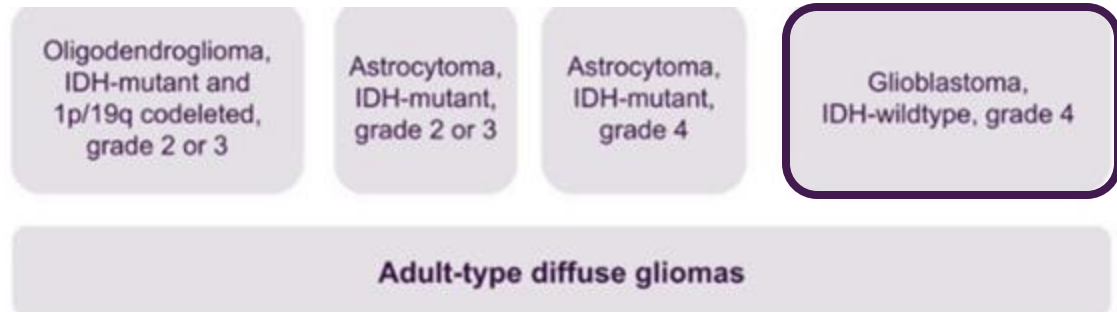 Oligodendroglioma,
IDH-mutant and
1p/19q codeleted,
grade 2 or 3
Astrocytoma,
IDH-mutant,
grade 2 or 3
Astrocytoma,
IDH-mutant,
grade 4
Glioblastoma,
IDH-wildtype, grade 4
Adult-type diffuse gliomas